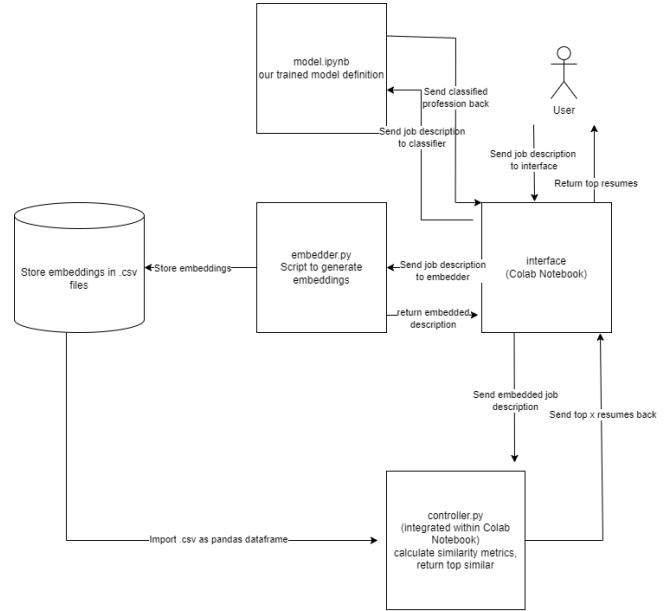 model.ipynb
our trained model definition
Send classified
profession back
Send job description
to classifier
User
Send job description
to interface
Return top resumes
Store embeddings in .csv
files
Store embeddings
embedder.py
Script to generate
embeddings
Send job description
to embedder
return embedded
description
interface
(Colab Notebook)
Send embedded job
description
Send top x resumes back
Import .csv as pandas dataframe
controller.py
(integrated within Colab
Notebook)
calculate similarity metrics,
return top similar